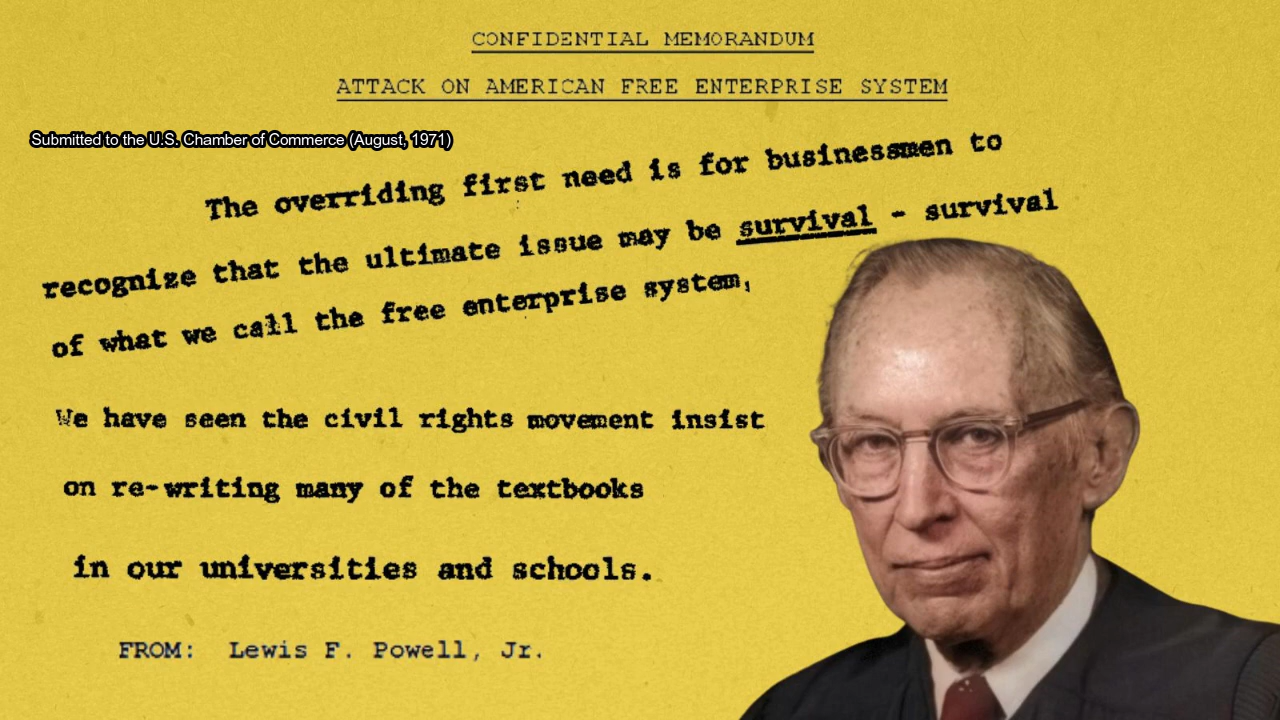 CONFIDENTIAL MEMORANDUM
ATTACK ON AMERICAN FREE ENTERPRISE SYSTEM
Submitted to the U.S. Chamber of Commerce (August, 1971)
The overriding first need is for businessmen to
recognize that the ultimate issue may be survival - survival
of what we call the free enterprise system,
We have seen the civil rights movement insist
on re-writing many of the textbooks
in our universities and schools.
FROM: Lewis F. Powell, Jr.